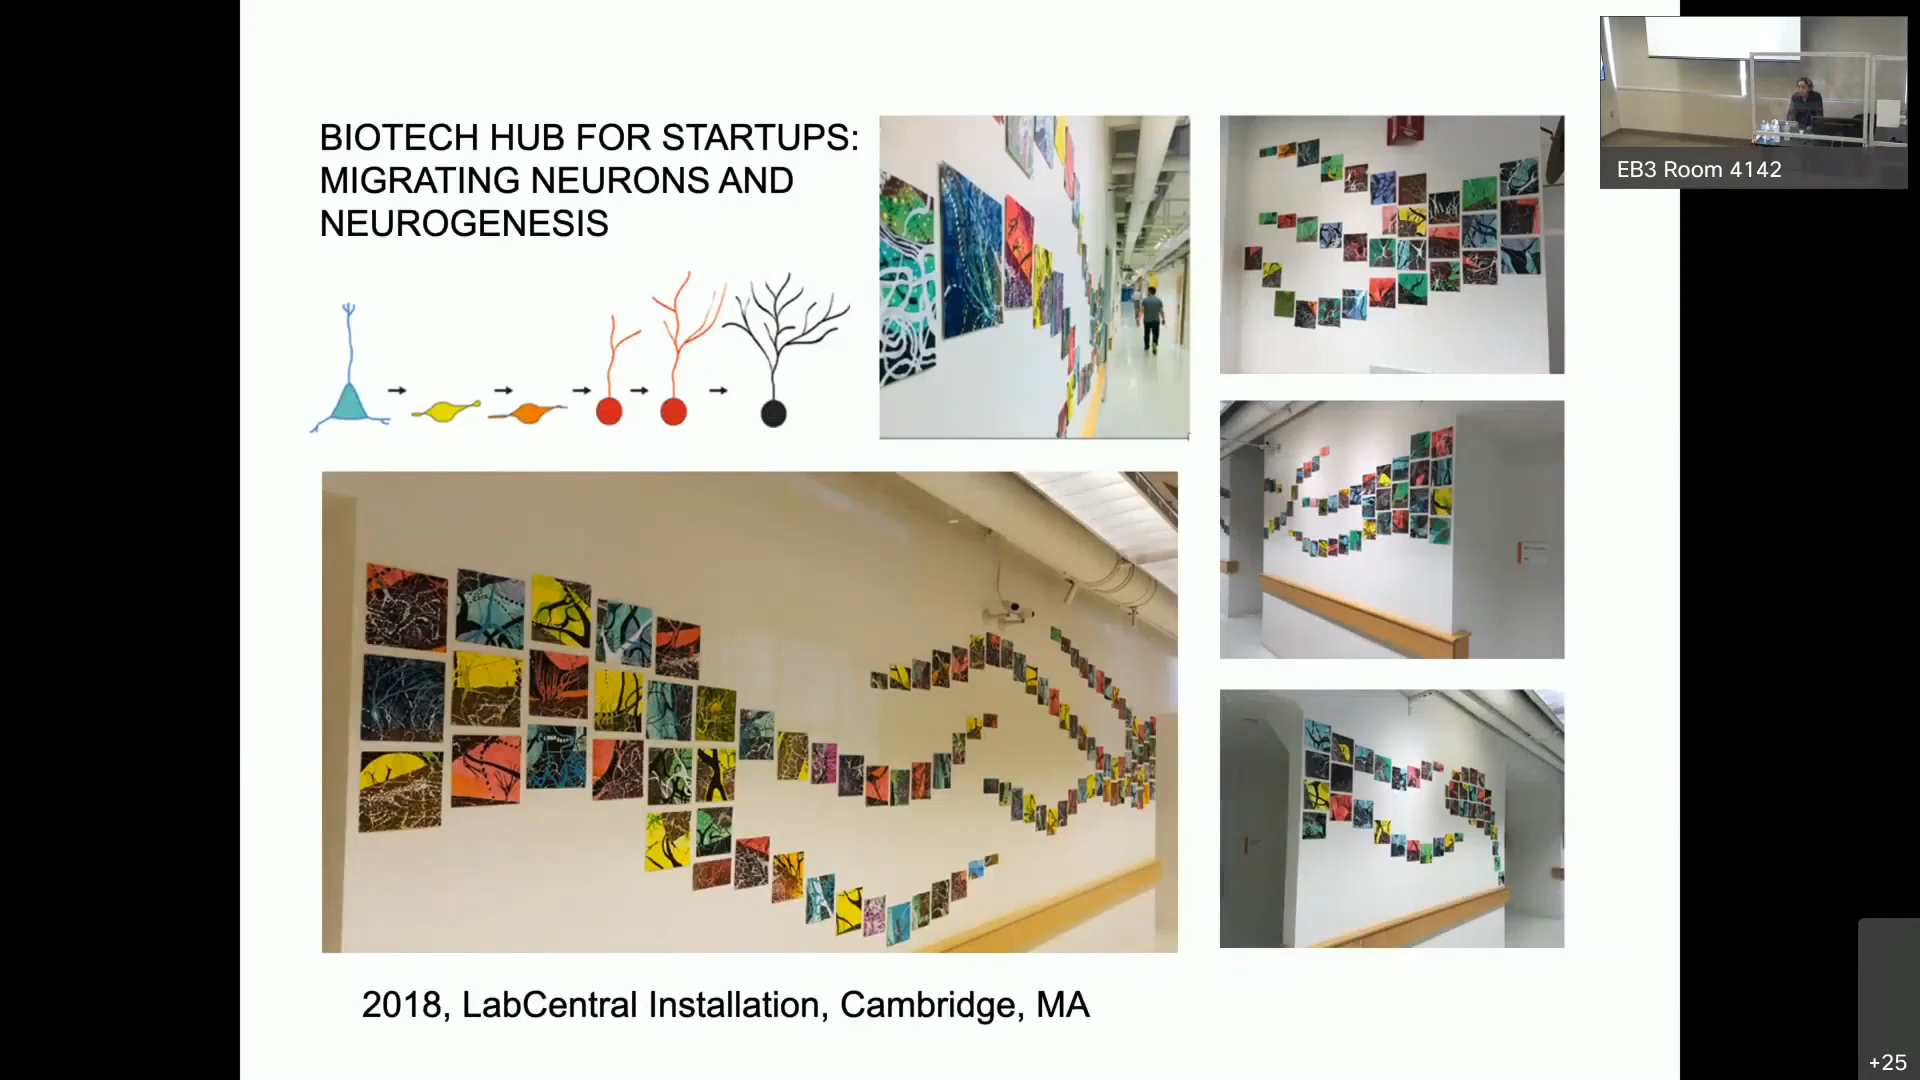 BIOTECH HUB FOR STARTUPS:
MIGRATING NEURONS AND
NEUROGENESIS
2018, LabCentral Installation, Cambridge, MA
EB3 Room 4142
+25